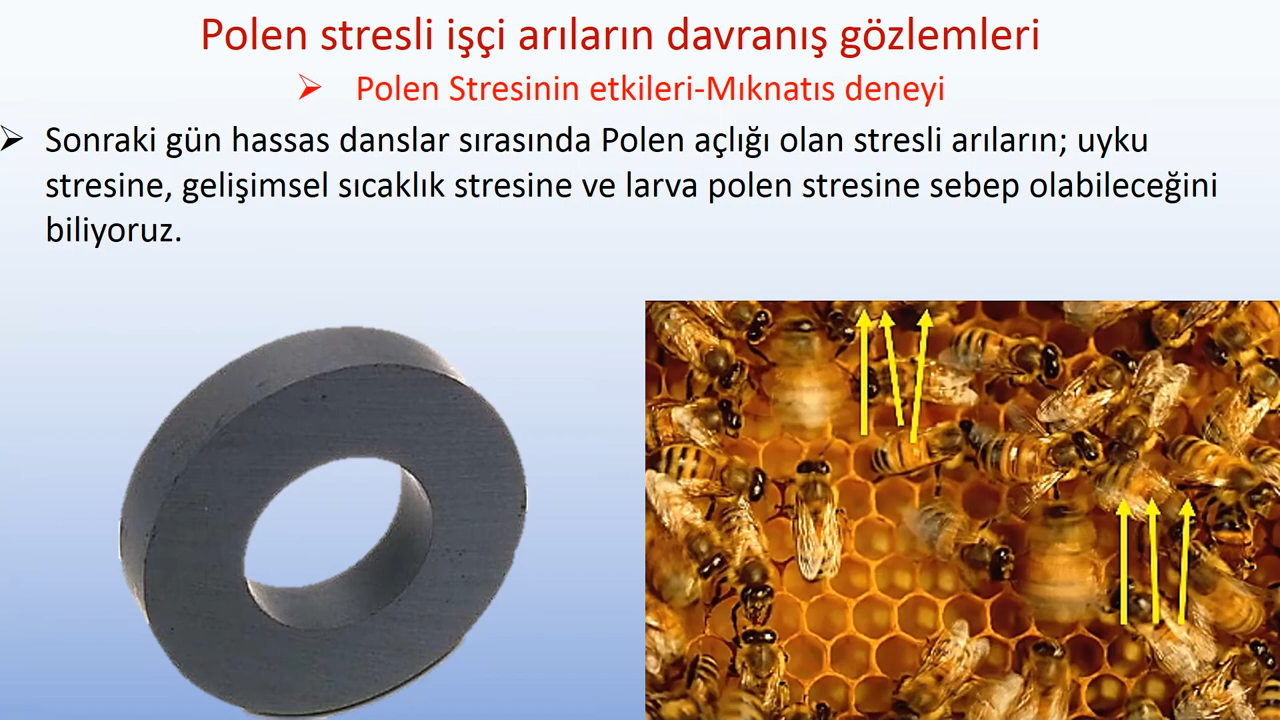 Polen stresli işçi arıların davranış gözlemleri
➢ Polen Stresinin etkileri-Mıknatıs deneyi
➢ Sonraki gün hassas danslar sırasında Polen açlığı olan stresli arıların; uyku
stresine, gelişimsel sıcaklık stresine ve larva polen stresine sebep olabileceğini
biliyoruz.